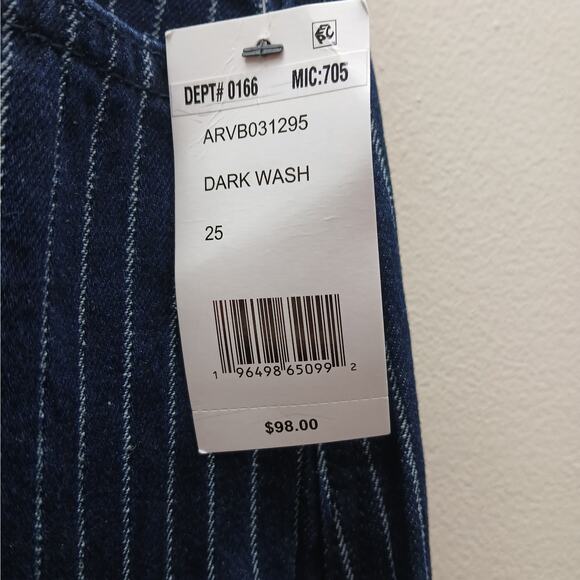 DEPT# 0166 MIC:705
ARVB031295
DARK WASH
25
1 96498 65099 2
$98.00